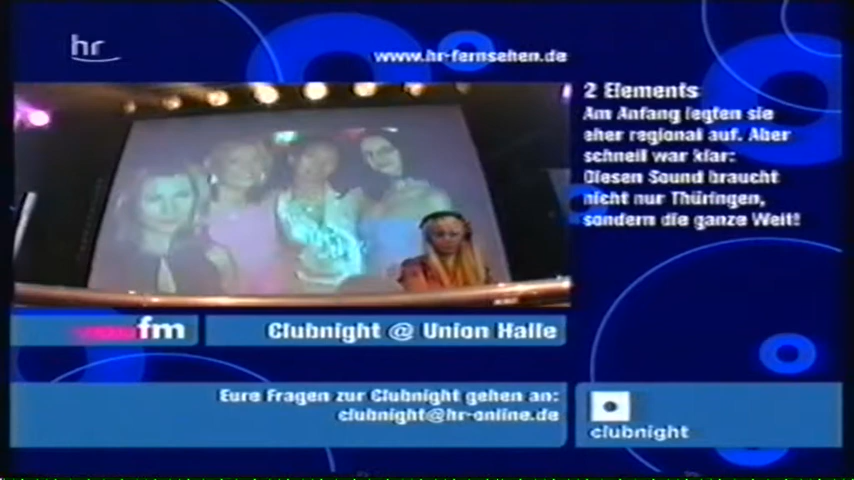 hr
www.hr-fernsehen.de
2 Elements
Am Anfang legten sie
eher regional auf. Aber
schnell war klar:
Diesen Sound braucht
nicht nur Thüringen,
sondern die ganze Welt!
fm
Clubnight @ Union Halle
Eure Fragen zur Clubnight gehen an:
clubnight@hr-online.de
clubnight